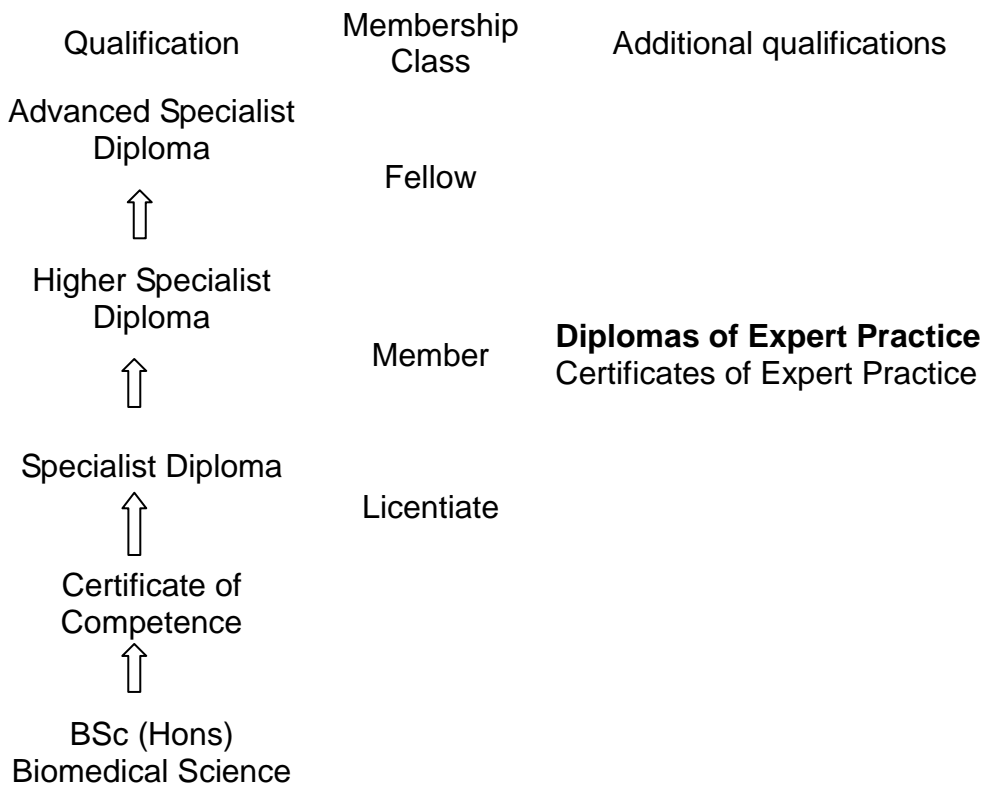 Qualification
Membership
Class
Additional qualifications
Advanced Specialist
Diploma
Fellow
Higher Specialist
Diploma
Member
Diplomas of Expert Practice
Certificates of Expert Practice
Specialist Diploma
Licentiate
Certificate of
Competence
BSc (Hons)
Biomedical Science